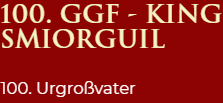 100. GGF - KING
SMIORGUIL
100. Urgroßvater